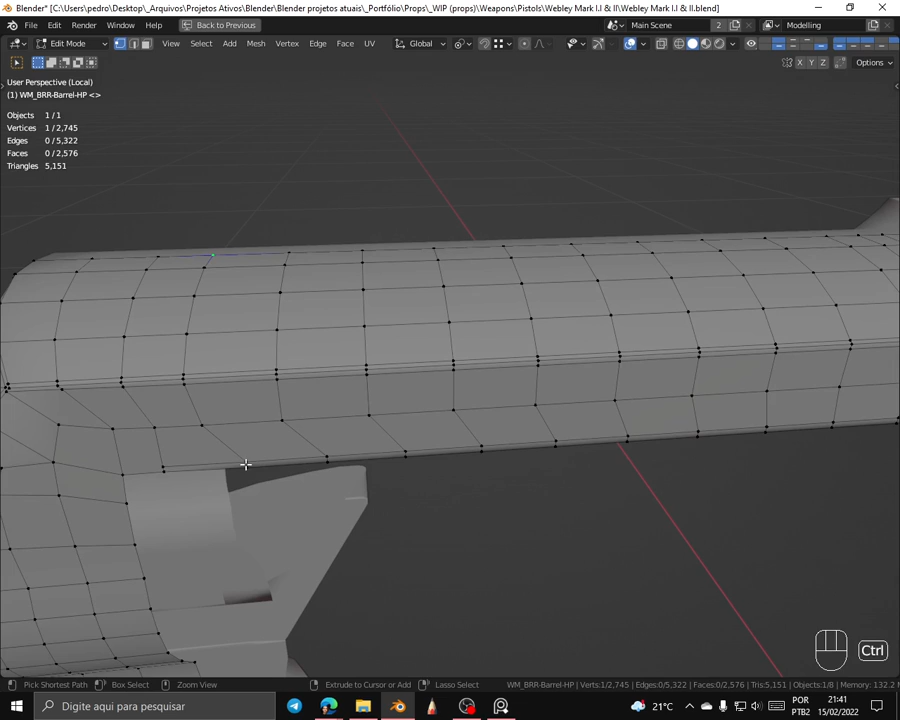 Blender* [C:\Users\pedro\Desktop\_Arquivos\Projetos Ativos\Blender\Blender projetos atuais\_Portfólio\Props\_WIP (props)\Weapons\Pistols\Webley Mark I.I & II\Webley Mark I.I & II.blend]
File Edit Render Window Help Back to Previous Main Scene 2 Modelling
Edit Mode View Select Add Mesh Vertex Edge Face UV Global
X Y Z Options
User Perspective (Local)
(1) WM_BRR-Barrel-HP <>
Objects 1 / 1
Vertices 1 / 2,745
Edges 0 / 5,322
Faces 0 / 2,576
Triangles 5,151
Ctrl
Pick Shortest Path Box Select Zoom View Extrude to Cursor or Add Lasso Select WM_BRR-Barrel-HP | Verts:1/2,745 | Edges:0/5,322 | Faces:0/2,576 | Tris:5,151 | Objects:1/8 | Memory: 132.2
Digite aqui para pesquisar 21°C POR 21:41
PTB2 15/02/2022